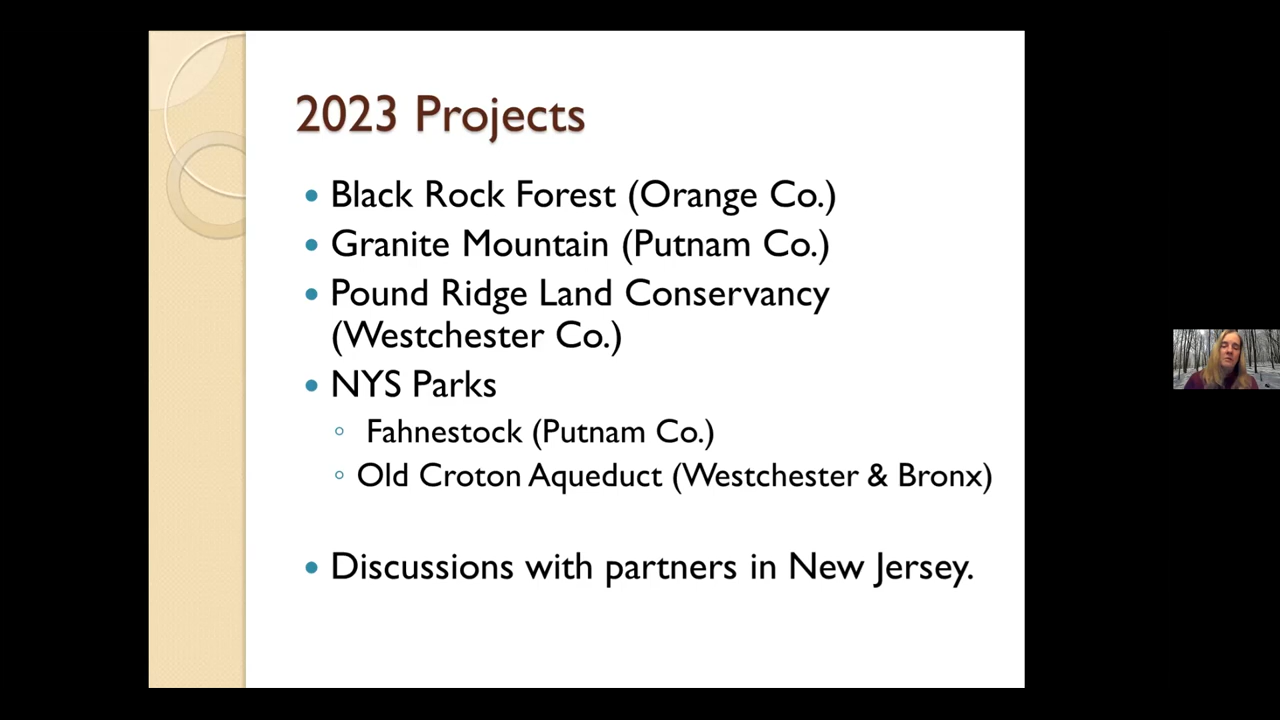 2023 Projects
Black Rock Forest (Orange Co.)
Granite Mountain (Putnam Co.)
Pound Ridge Land Conservancy
(Westchester Co.)
NYS Parks
Fahnestock (Putnam Co.)
Old Croton Aqueduct (Westchester & Bronx)
Discussions with partners in New Jersey.